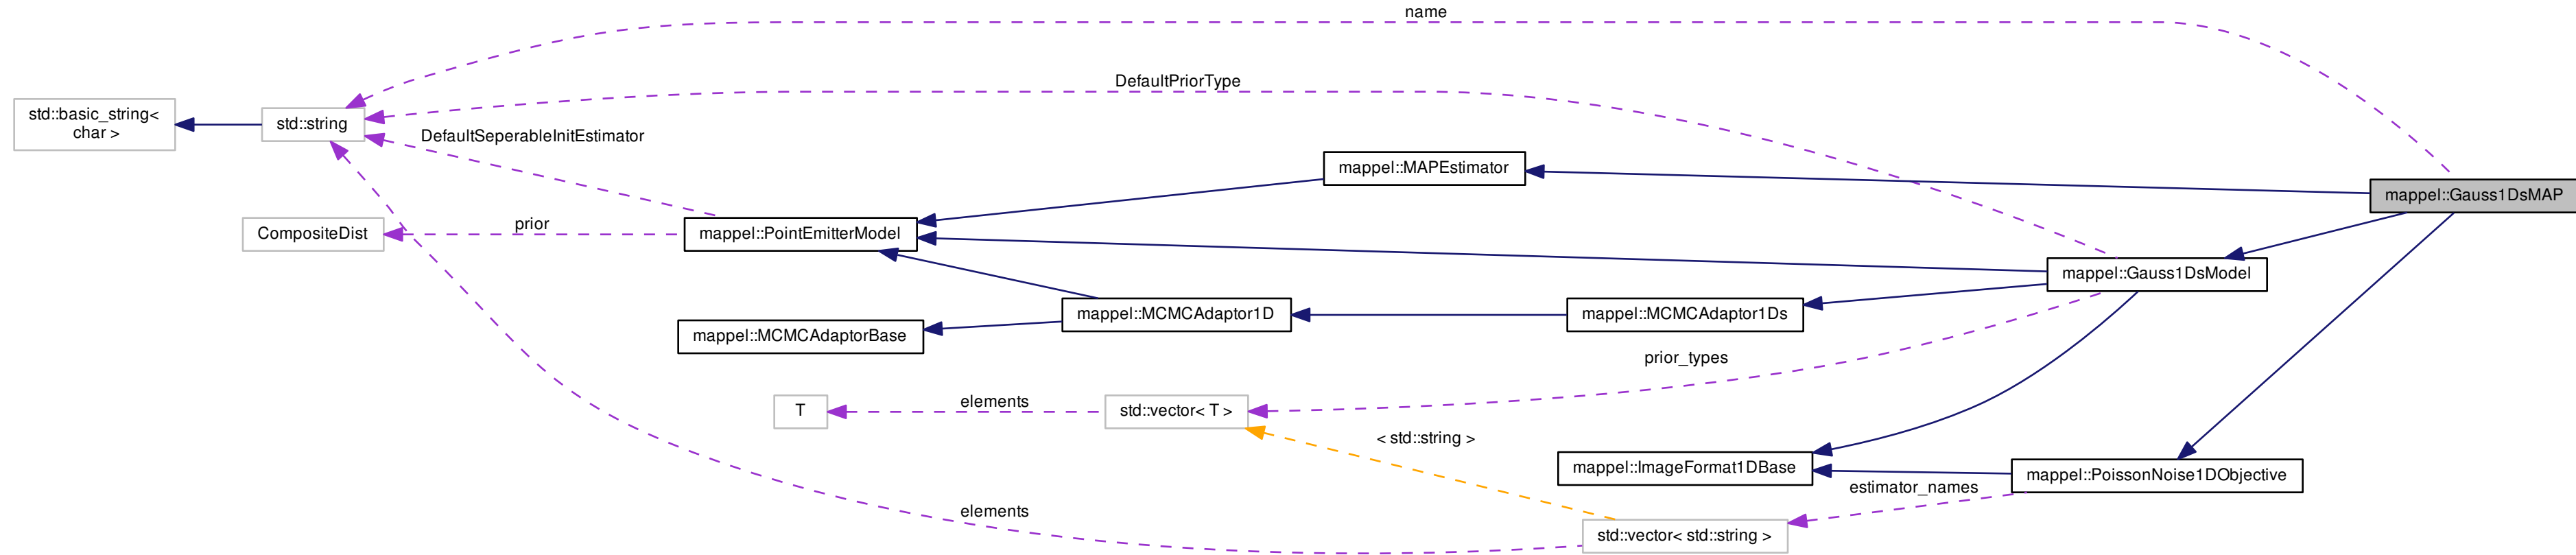 name
DefaultPriorType
std::basic_string<
char >
std::string
DefaultSeperableInitEstimator
mappel::MAPEstimator
mappel::Gauss1DsMAP
prior
CompositeDist
mappel::PointEmitterModel
mappel::Gauss1DsModel
mappel::MCMCAdaptor1D
mappel::MCMCAdaptor1Ds
mappel::MCMCAdaptorBase
prior_types
elements
T
std::vector< T >
< std::string >
mappel::ImageFormat1DBase
mappel::PoissonNoise1DObjective
estimator_names
elements
std::vector< std::string >